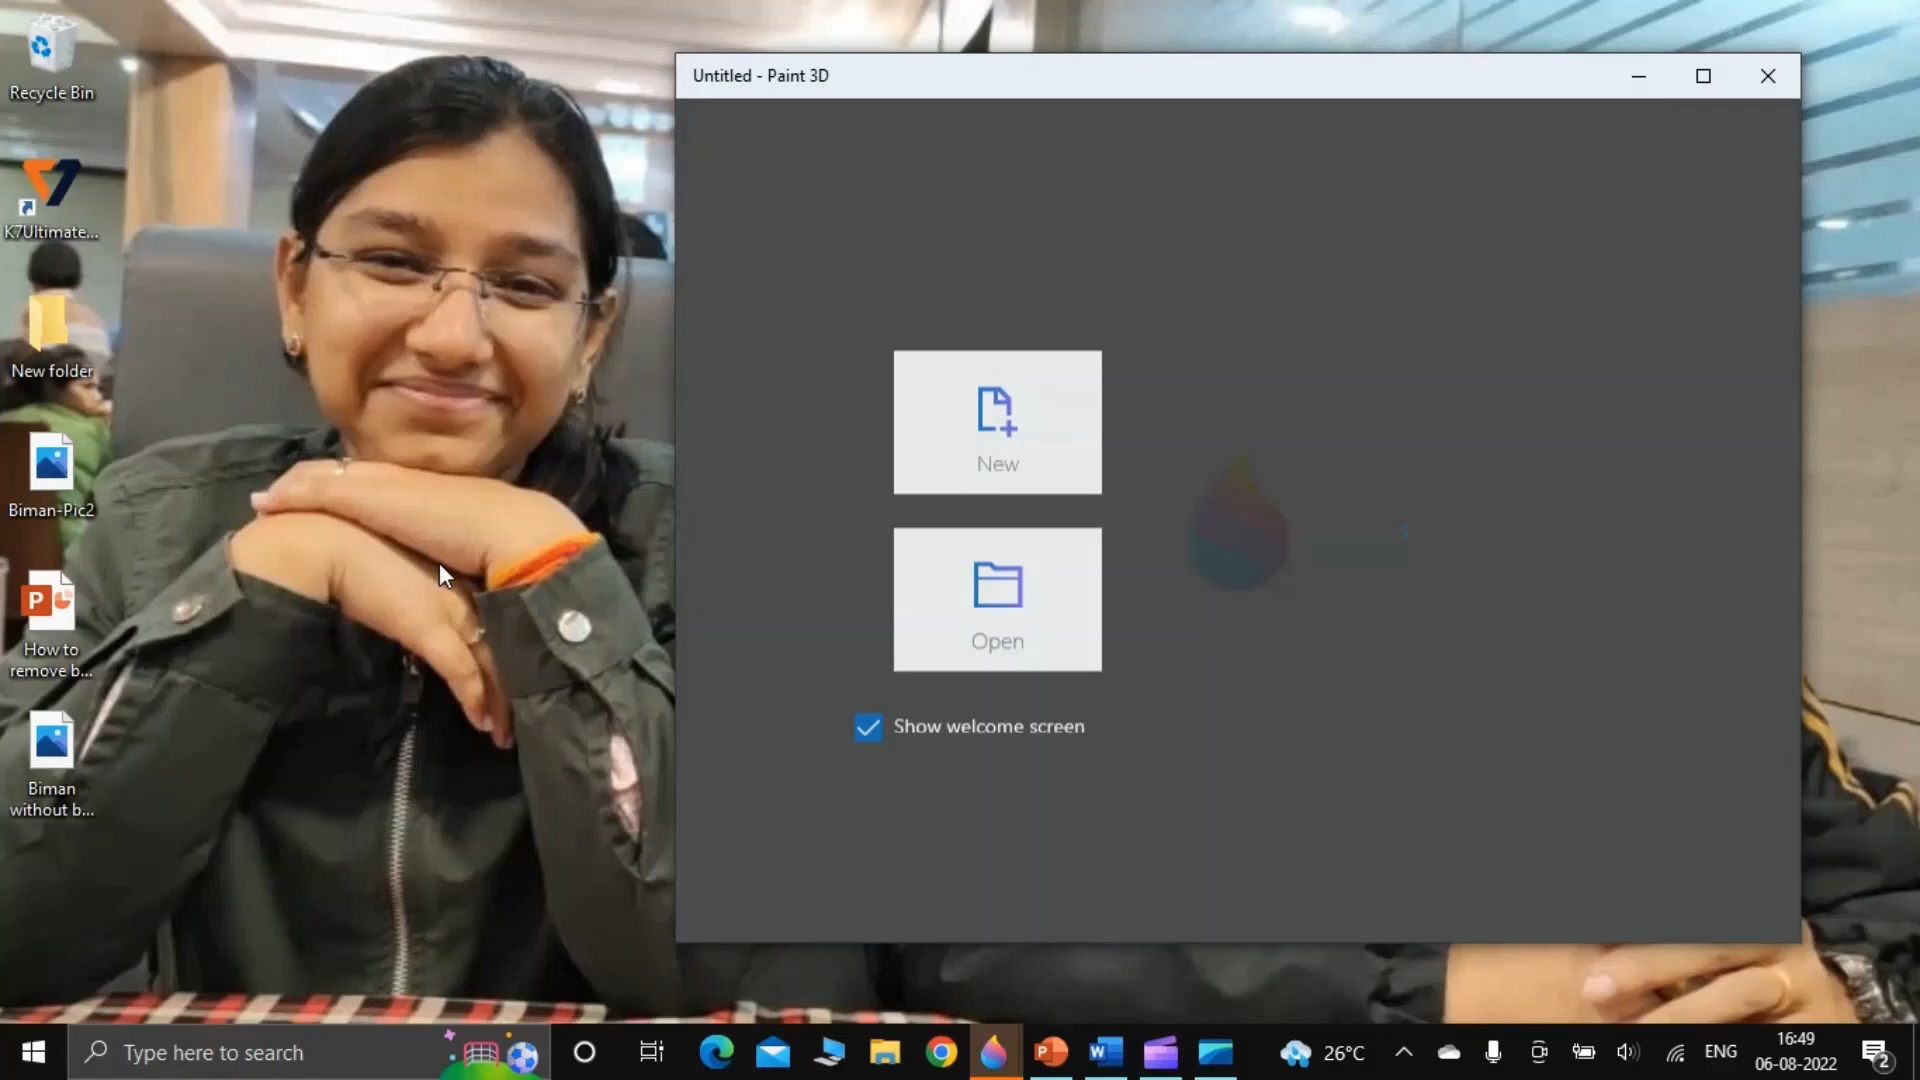 Recycle Bin
K7Ultimate...
New folder
Biman-Pic2
How to
remove b...
Biman
without b...
Untitled - Paint 3D
New
Open
Show welcome screen
Type here to search
26°C
ENG
16:49
06-08-2022
2